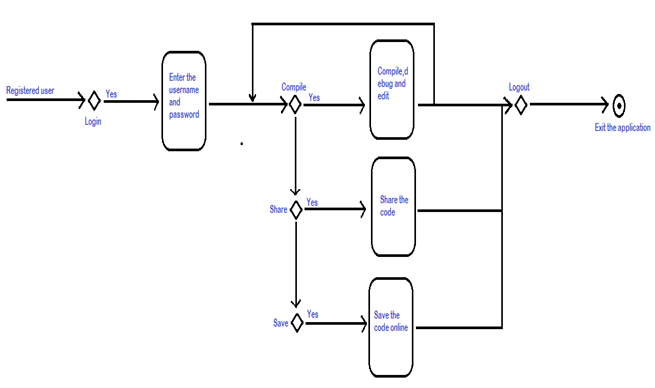 Registered user
Yes
Login
Enter the
username
and
password
Compile
Yes
Compile,d
ebug and
edit
Logout
Exit the application
Share
Yes
Share the
code
Save
Yes
Save the
code online